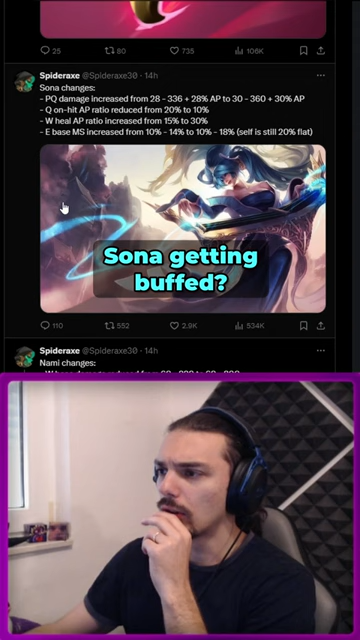 25 80 735 106K
Spideraxe @Spideraxe30 · 14h
Sona changes:
- PQ damage increased from 28 - 336 + 28% AP to 30 - 360 + 30% AP
- Q on-hit AP ratio reduced from 20% to 10%
- W heal AP ratio increased from 15% to 30%
- E base MS increased from 10% - 14% to 10% - 18% (self is still 20% flat)
Sona getting
buffed?
110 552 2.9K 534K
Spideraxe @Spideraxe30 · 14h
Nami changes: